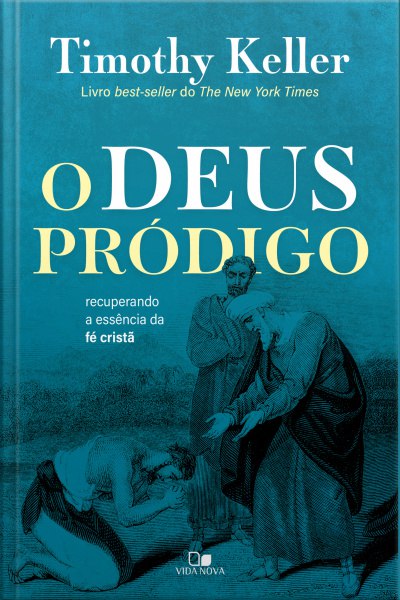 Timothy Keller
Livro best-seller do The New York Times
O DEUS
PRÓDIGO
recuperando
a essência da
fé cristã
VIDA NOVA